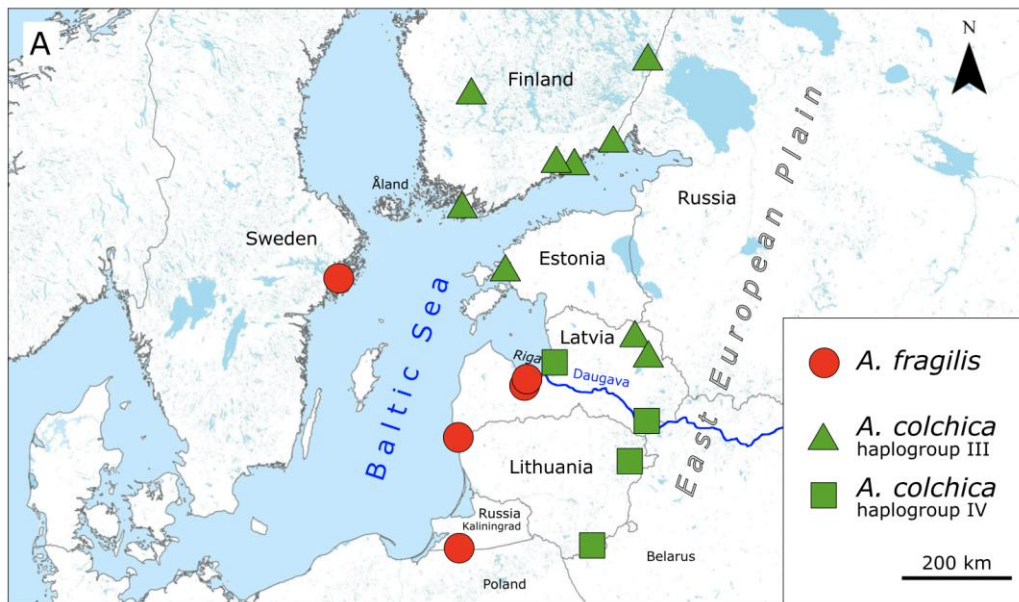 A
N
Finland
Åland
Russia
Sweden
Estonia
East European Plain
Baltic Sea
Latvia
Riga
Daugava
Lithuania
Russia
Kaliningrad
Belarus
Poland
A. fragilis
A. colchica
haplogroup III
A. colchica
haplogroup IV
200 km